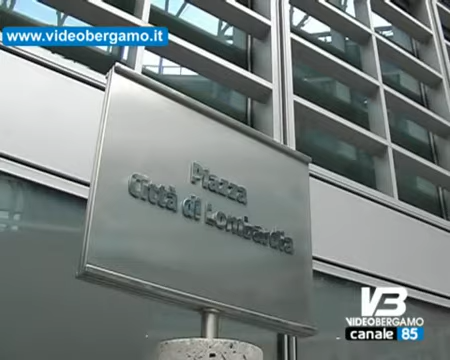 www.videobergamo.it
Piazza
Città di Lombardia
VB
VIDEOBERGAMO
canale 85